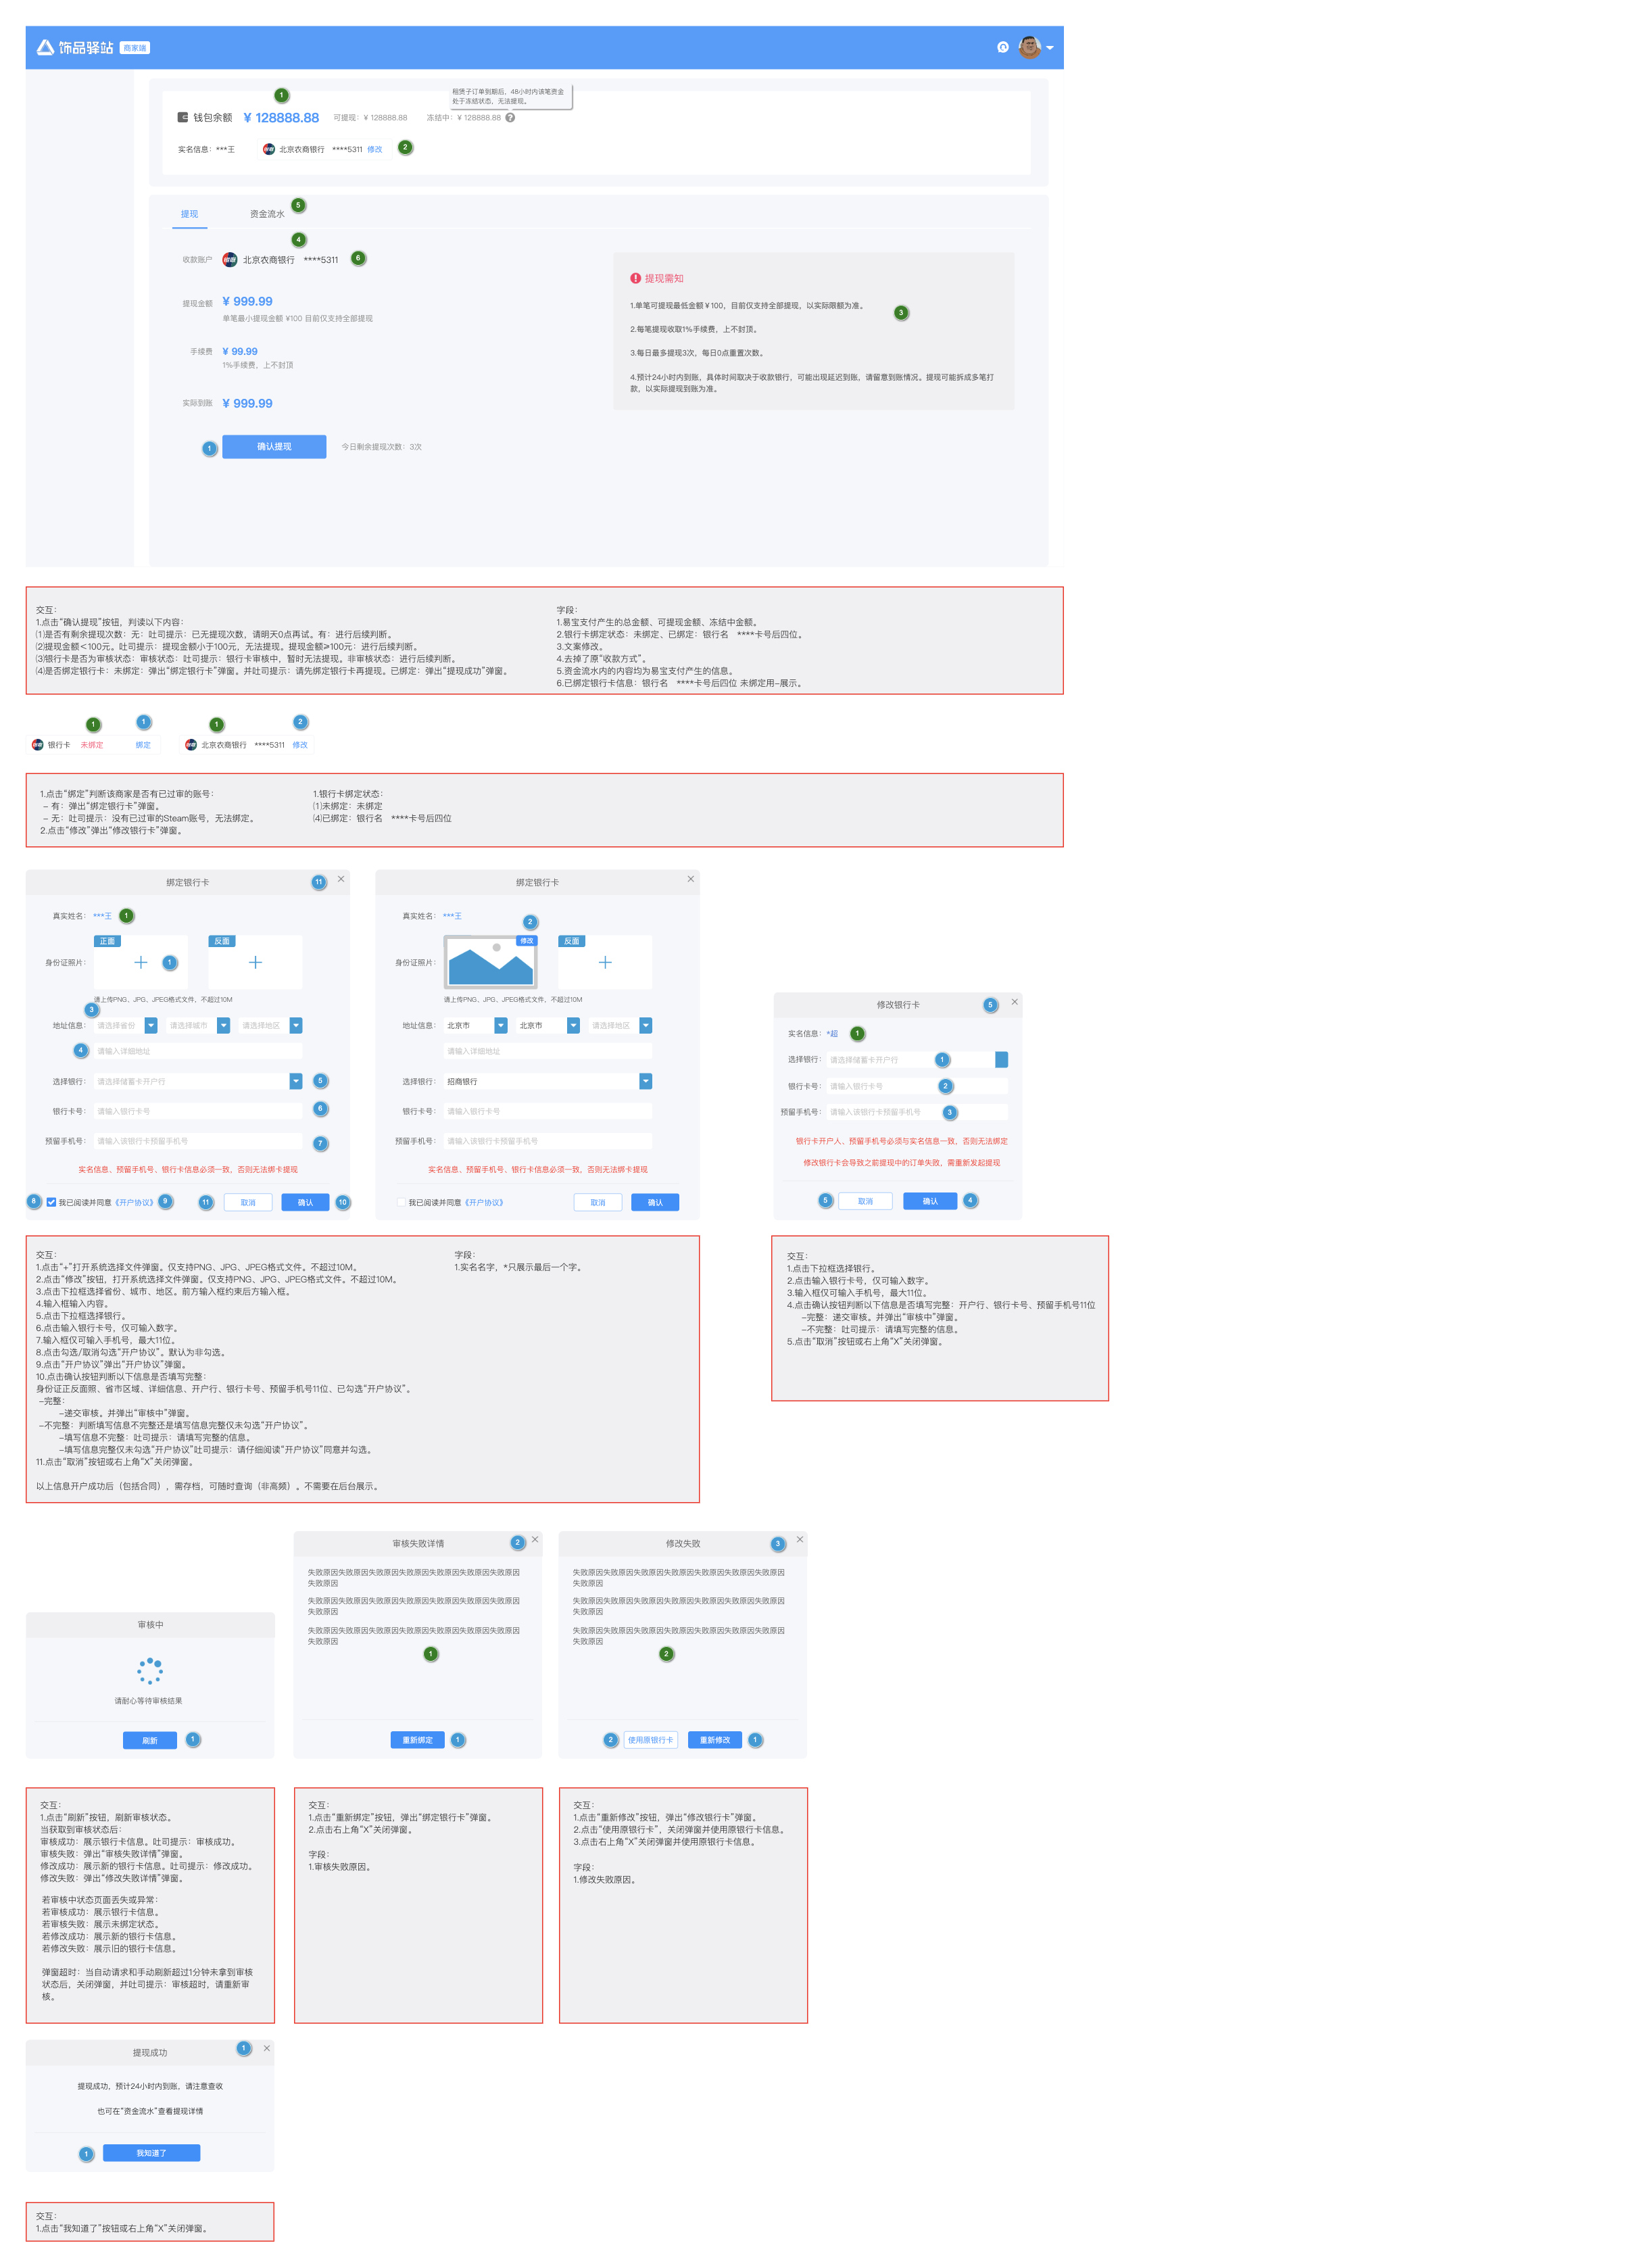 饰品驿站 商家端
1
租赁子订单到期后，48小时内该笔资金
处于冻结状态，无法提现。
钱包余额 ¥ 128888.88 可提现：¥ 128888.88 冻结中：¥ 128888.88 ?
实名信息：***王 北京农商银行 ****5311 修改 2
提现 资金流水 5
4
收款账户 北京农商银行 ****5311 6
提现金额 ¥ 999.99
单笔最小提现金额 ¥100 目前仅支持全部提现
手续费 ¥ 99.99
1%手续费，上不封顶
实际到账 ¥ 999.99
1 确认提现 今日剩余提现次数：3次
! 提现需知
1.单笔可提现最低金额￥100，目前仅支持全部提现，以实际限额为准。
3
2.每笔提现收取1%手续费，上不封顶。
3.每日最多提现3次，每日0点重置次数。
4.预计24小时内到账，具体时间取决于收款银行，可能出现延迟到账，请留意到账情况。提现可能拆成多笔打
款，以实际提现到账为准。
交互：
1.点击“确认提现”按钮，判读以下内容：
⑴是否有剩余提现次数：无：吐司提示：已无提现次数，请明天0点再试。有：进行后续判断。
⑵提现金额＜100元。吐司提示：提现金额小于100元，无法提现。提现金额≥100元：进行后续判断。
⑶银行卡是否为审核状态：审核状态：吐司提示：银行卡审核中，暂时无法提现。非审核状态：进行后续判断。
⑷是否绑定银行卡：未绑定：弹出“绑定银行卡”弹窗。并吐司提示：请先绑定银行卡再提现。已绑定：弹出“提现成功”弹窗。
字段：
1.易宝支付产生的总金额、可提现金额、冻结中金额。
2.银行卡绑定状态：未绑定、已绑定：银行名 ****卡号后四位。
3.文案修改。
4.去掉了原“收款方式”。
5.资金流水内的内容均为易宝支付产生的信息。
6.已绑定银行卡信息：银行名 ****卡号后四位 未绑定用-展示。
1 1 1 2
银行卡 未绑定 绑定 北京农商银行 ****5311 修改
1.点击“绑定”判断该商家是否有已过审的账号：
- 有：弹出“绑定银行卡”弹窗。
- 无：吐司提示：没有已过审的Steam账号，无法绑定。
2.点击“修改”弹出“修改银行卡”弹窗。
1.银行卡绑定状态：
⑴未绑定：未绑定
⑷已绑定：银行名 ****卡号后四位
绑定银行卡 11
真实姓名：***王 1
身份证照片： 正面 1 反面
请上传PNG、JPG、JPEG格式文件，不超过10M
3
地址信息： 请选择省份 请选择城市 请选择地区
4 请输入详细地址
选择银行： 请选择储蓄卡开户行 5
银行卡号： 请输入银行卡号 6
预留手机号： 请输入该银行卡预留手机号 7
实名信息、预留手机号、银行卡信息必须一致，否则无法绑卡提现
8 我已阅读并同意《开户协议》 9 11 取消 确认 10
绑定银行卡
真实姓名：***王
2
身份证照片： 修改 反面
请上传PNG、JPG、JPEG格式文件，不超过10M
地址信息： 北京市 北京市 请选择地区
请输入详细地址
选择银行： 招商银行
银行卡号： 请输入银行卡号
预留手机号： 请输入该银行卡预留手机号
实名信息、预留手机号、银行卡信息必须一致，否则无法绑卡提现
我已阅读并同意《开户协议》 取消 确认
修改银行卡 5
实名信息：*超 1
选择银行： 请选择储蓄卡开户行 1
银行卡号： 请输入银行卡号 2
预留手机号： 请输入该银行卡预留手机号 3
银行卡开户人、预留手机号必须与实名信息一致，否则无法绑定
修改银行卡会导致之前提现中的订单失败，需重新发起提现
5 取消 确认 4
交互：
1.点击“+”打开系统选择文件弹窗。仅支持PNG、JPG、JPEG格式文件。不超过10M。
2.点击“修改”按钮，打开系统选择文件弹窗。仅支持PNG、JPG、JPEG格式文件。不超过10M。
3.点击下拉框选择省份、城市、地区。前方输入框约束后方输入框。
4.输入框输入内容。
5.点击下拉框选择银行。
6.点击输入银行卡号，仅可输入数字。
7.输入框仅可输入手机号，最大11位。
8.点击勾选/取消勾选“开户协议”。默认为非勾选。
9.点击“开户协议”弹出“开户协议”弹窗。
10.点击确认按钮判断以下信息是否填写完整：
身份证正反面照、省市区域、详细信息、开户行、银行卡号、预留手机号11位、已勾选“开户协议”。
-完整：
-递交审核。并弹出“审核中”弹窗。
-不完整：判断填写信息不完整还是填写信息完整仅未勾选“开户协议”。
-填写信息不完整：吐司提示：请填写完整的信息。
-填写信息完整仅未勾选“开户协议”吐司提示：请仔细阅读“开户协议”同意并勾选。
11.点击“取消”按钮或右上角“X”关闭弹窗。
以上信息开户成功后（包括合同），需存档，可随时查询（非高频）。不需要在后台展示。
字段：
1.实名名字，*只展示最后一个字。
交互：
1.点击下拉框选择银行。
2.点击输入银行卡号，仅可输入数字。
3.输入框仅可输入手机号，最大11位。
4.点击确认按钮判断以下信息是否填写完整：开户行、银行卡号、预留手机号11位
-完整：递交审核。并弹出“审核中”弹窗。
-不完整：吐司提示：请填写完整的信息。
5.点击“取消”按钮或右上角“X”关闭弹窗。
审核中
请耐心等待审核结果
刷新 1
审核失败详情 2
失败原因失败原因失败原因失败原因失败原因失败原因失败原因
失败原因
失败原因失败原因失败原因失败原因失败原因失败原因失败原因
失败原因
失败原因失败原因失败原因失败原因失败原因失败原因失败原因
失败原因
1
重新绑定 1
修改失败 3
失败原因失败原因失败原因失败原因失败原因失败原因失败原因
失败原因
失败原因失败原因失败原因失败原因失败原因失败原因失败原因
失败原因
失败原因失败原因失败原因失败原因失败原因失败原因失败原因
失败原因
2
2 使用原银行卡 重新修改 1
交互：
1.点击“刷新”按钮，刷新审核状态。
当获取到审核状态后：
审核成功：展示银行卡信息。吐司提示：审核成功。
审核失败：弹出“审核失败详情”弹窗。
修改成功：展示新的银行卡信息。吐司提示：修改成功。
修改失败：弹出“修改失败详情”弹窗。
若审核中状态页面丢失或异常：
若审核成功：展示银行卡信息。
若审核失败：展示未绑定状态。
若修改成功：展示新的银行卡信息。
若修改失败：展示旧的银行卡信息。
弹窗超时：当自动请求和手动刷新超过1分钟未拿到审核
状态后，关闭弹窗，并吐司提示：审核超时，请重新审
核。
交互：
1.点击“重新绑定”按钮，弹出“绑定银行卡”弹窗。
2.点击右上角“X”关闭弹窗。
字段：
1.审核失败原因。
交互：
1.点击“重新修改”按钮，弹出“修改银行卡”弹窗。
2.点击“使用原银行卡”，关闭弹窗并使用原银行卡信息。
3.点击右上角“X”关闭弹窗并使用原银行卡信息。
字段：
1.修改失败原因。
提现成功 1
提现成功，预计24小时内到账，请注意查收
也可在“资金流水”查看提现详情
1 我知道了
交互：
1.点击“我知道了”按钮或右上角“X”关闭弹窗。